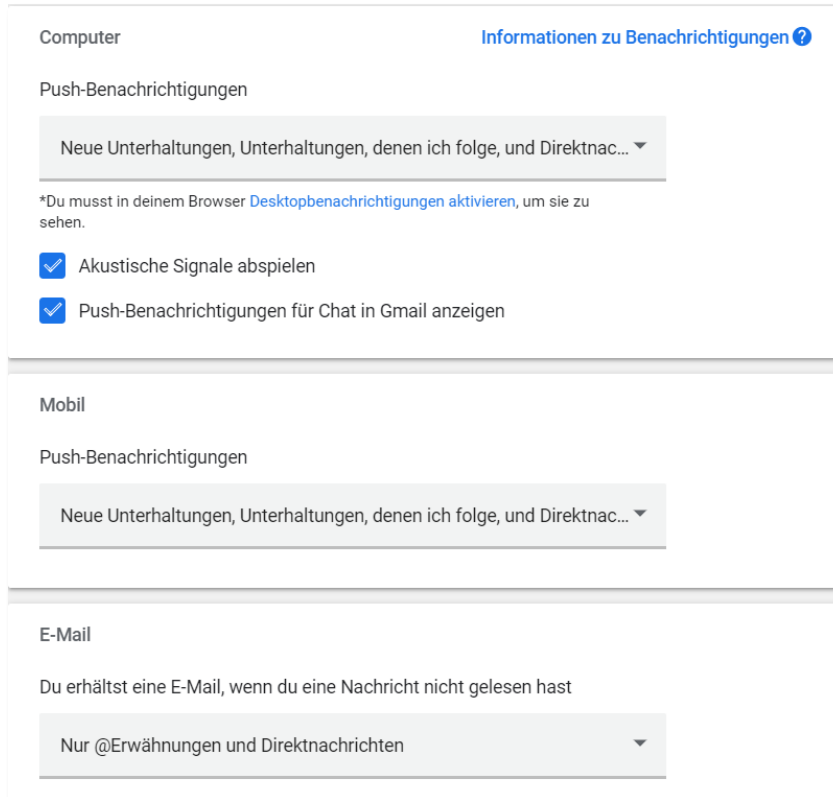 Computer
Informationen zu Benachrichtigungen
Push-Benachrichtigungen
Neue Unterhaltungen, Unterhaltungen, denen ich folge, und Direktnac...
*Du musst in deinem Browser Desktopbenachrichtigungen aktivieren, um sie zu
sehen.
Akustische Signale abspielen
Push-Benachrichtigungen für Chat in Gmail anzeigen
Mobil
Push-Benachrichtigungen
Neue Unterhaltungen, Unterhaltungen, denen ich folge, und Direktnac...
E-Mail
Du erhältst eine E-Mail, wenn du eine Nachricht nicht gelesen hast
Nur @Erwähnungen und Direktnachrichten